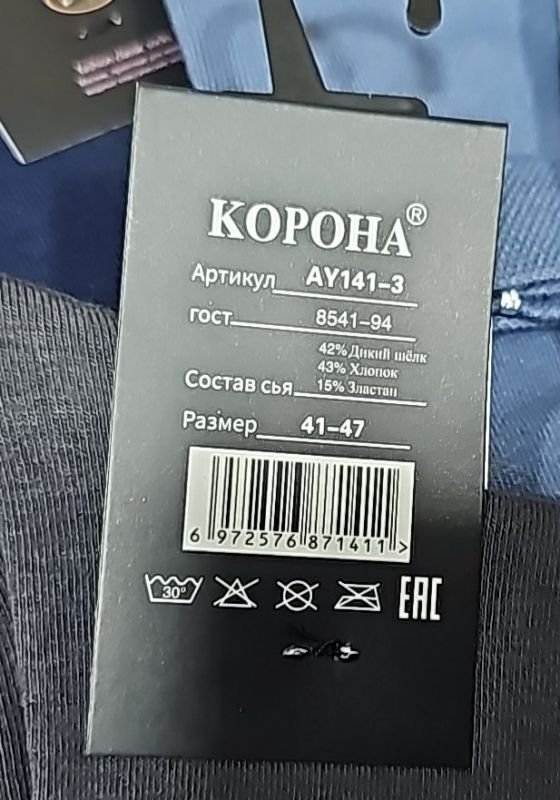 КОРОНА®
Артикул AY141-3
гост 8541-94
42% Дикий шёлк
43% Хлопок
Состав сья 15% Эластан
Размер 41-47
6 972576 871411 >
30°
EAC